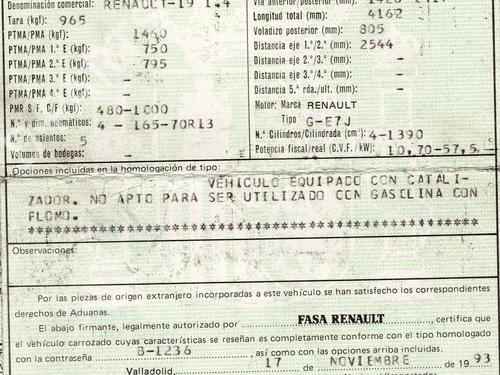 Denominación comercial: RENAULT-19 1.4
Tara (kgf): 965
PTMA/PMA (kgf): 1440
PTMA/PMA 1.º E (kgf): 750
PTMA/PMA 2.º E (kgf): 795
PTMA/PMA 3.º E (kgf): —
PTMA/PMA 4.º E (kgf): —
PMR S.F, C/F (kgf): 480-1000
N.º y dim. neumáticos: 4 - 165-70R13
N.º de asientos: 5
Volumen de bodegas: —
Vía anterior/posterior (mm):
Longitud total (mm): 4162
Voladizo posterior (mm): 805
Distancia eje 1.º/2.º (mm): 2544
Distancia eje 2.º/3.º (mm): —
Distancia eje 3.º/4.º (mm): —
Distancia 5.ª rda./ult. (mm): —
Motor: Marca RENAULT
Tipo G-E7J
N.º Cilindros/Cilindrada (cm³): 4-1390
Potencia fiscal/real (C.V.F. / kW): 10,70-57,5
Opciones incluidas en la homologación de tipo:
VEHICULO EQUIPADO CON CATALI-
ZADOR. NO APTO PARA SER UTILIZADO CON GASOLINA CON
PLOMO.
**************************************************
Observaciones:
Por las piezas de origen extranjero incorporadas a este vehículo se han satisfecho los correspondientes
derechos de Aduanas.
El abajo firmante, legalmente autorizado por FASA RENAULT, certifica que
el vehículo carrozado cuyas características se reseñan es completamente conforme con el tipo homologado
con la contraseña B-1236, así como con las opciones arriba incluidas.
Valladolid, 17 de NOVIEMBRE de 19 93